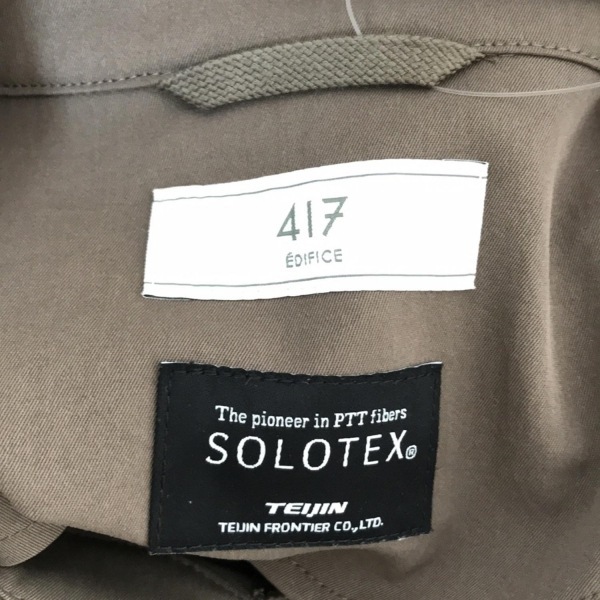 417
ÉDIFICE
The pioneer in PTT fibers
SOLOTEX®
TEIJIN
TEIJIN FRONTIER CO.,LTD.